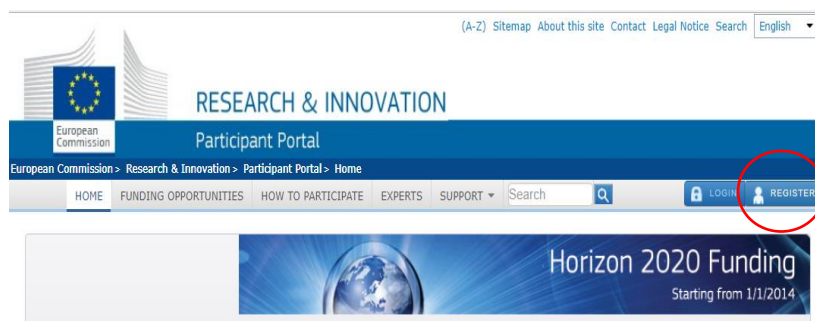 (A-Z) Sitemap About this site Contact Legal Notice Search English
RESEARCH & INNOVATION
European
Commission
Participant Portal
European Commission > Research & Innovation > Participant Portal > Home
HOME FUNDING OPPORTUNITIES HOW TO PARTICIPATE EXPERTS SUPPORT Search LOGIN REGISTER
Horizon 2020 Funding
Starting from 1/1/2014